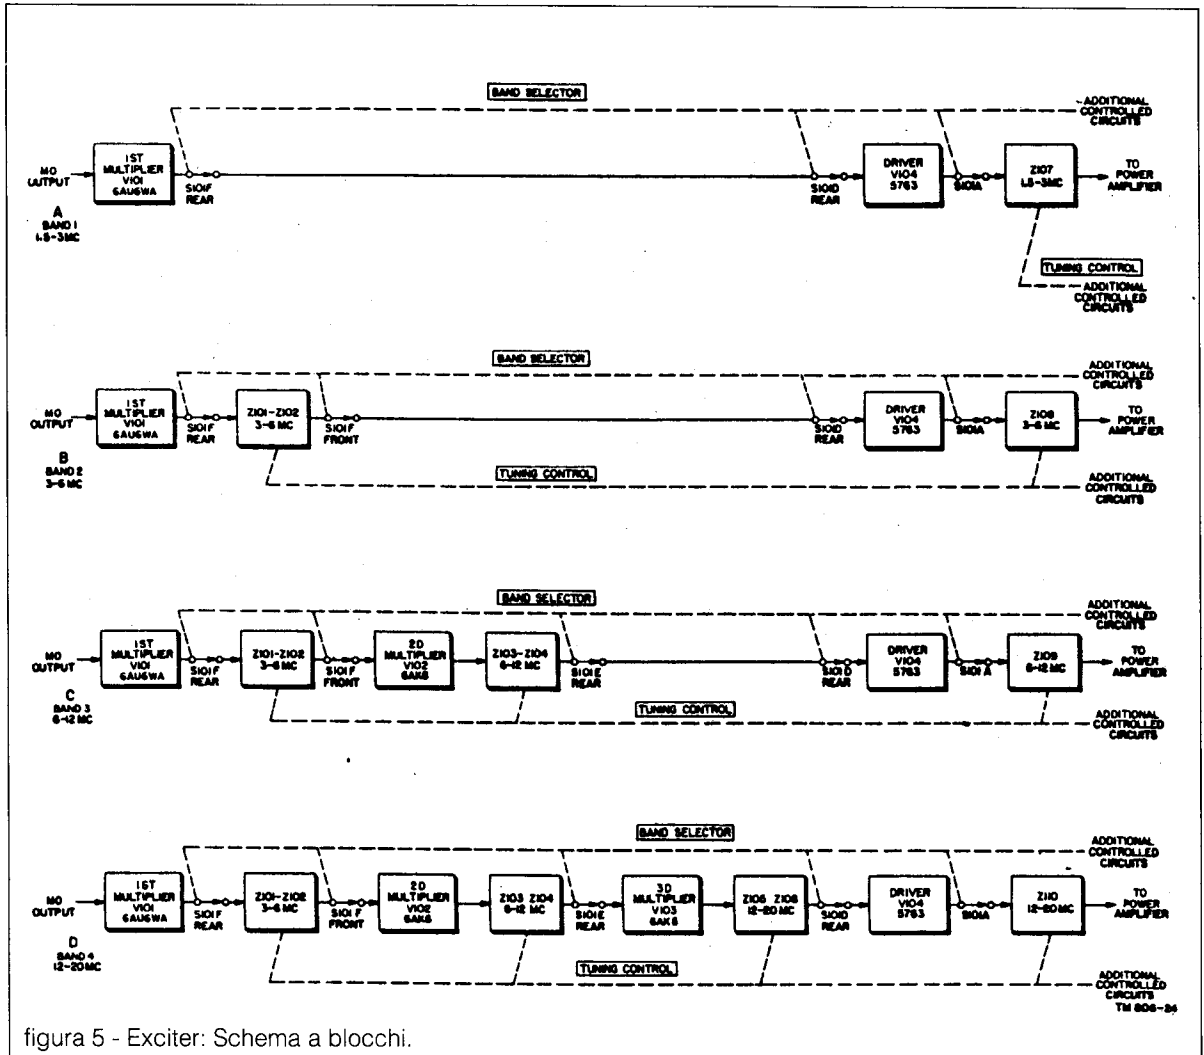 BAND SELECTOR
ADDITIONAL
CONTROLLED
CIRCUITS
MO
OUTPUT
1ST
MULTIPLIER
V101
6AU6WA
S101F
REAR
S101D
REAR
DRIVER
V104
5763
S101A
Z107
1.5-3MC
TO
POWER
AMPLIFIER
A
BAND 1
1.5-3MC
TUNING CONTROL
ADDITIONAL
CONTROLLED
CIRCUITS
BAND SELECTOR
ADDITIONAL
CONTROLLED
CIRCUITS
MO
OUTPUT
1ST
MULTIPLIER
V101
6AU6WA
S101F
REAR
Z101-Z102
3-6 MC
S101F
FRONT
S101D
REAR
DRIVER
V104
5763
S101A
Z108
3-6 MC
TO
POWER
AMPLIFIER
B
BAND 2
3-6 MC
TUNING CONTROL
ADDITIONAL
CONTROLLED
CIRCUITS
BAND SELECTOR
ADDITIONAL
CONTROLLED
CIRCUITS
MO
OUTPUT
1ST
MULTIPLIER
V101
6AU6WA
S101F
REAR
Z101-Z102
3-6 MC
S101F
FRONT
2D
MULTIPLIER
V102
6AK6
Z103-Z104
6-12 MC
S101E
REAR
S101D
REAR
DRIVER
V104
5763
S101A
Z109
6-12 MC
TO
POWER
AMPLIFIER
C
BAND 3
6-12 MC
TUNING CONTROL
ADDITIONAL
CONTROLLED
CIRCUITS
BAND SELECTOR
ADDITIONAL
CONTROLLED
CIRCUITS
MO
OUTPUT
1ST
MULTIPLIER
V101
6AU6WA
S101F
REAR
Z101-Z102
3-6 MC
S101F
FRONT
2D
MULTIPLIER
V102
6AK6
Z103 Z104
6-12 MC
S101E
REAR
3D
MULTIPLIER
V103
6AK6
Z105 Z106
12-20 MC
S101D
REAR
DRIVER
V104
5763
S101A
Z110
12-20 MC
TO
POWER
AMPLIFIER
D
BAND 4
12-20 MC
TUNING CONTROL
ADDITIONAL
CONTROLLED
CIRCUITS
TM 806-24
figura 5 - Exciter: Schema a blocchi.